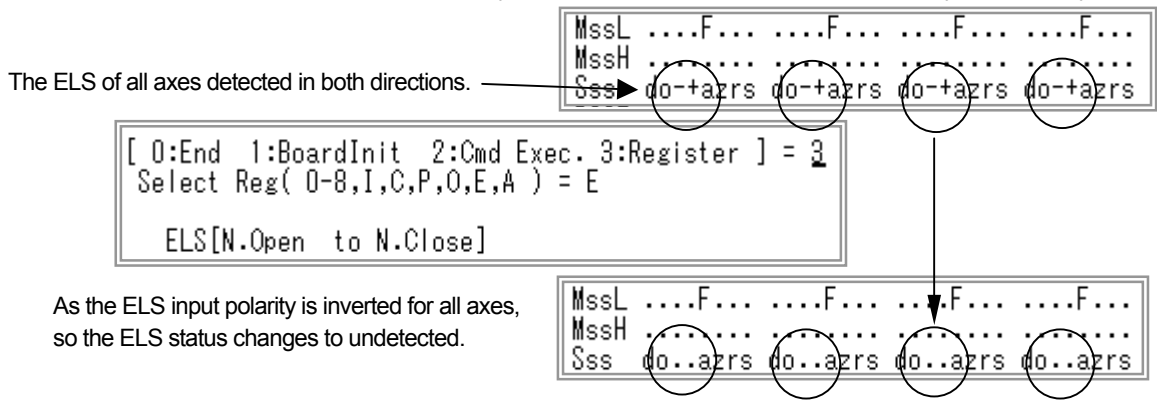 MssL ....F... ....F... ....F... ....F...
MssH ........ ........ ........ ........
The ELS of all axes detected in both directions.
Sss do-+azrs do-+azrs do-+azrs do-+azrs
[ 0:End 1:BoardInit 2:Cmd Exec. 3:Register ] = 3
Select Reg( 0-8,I,C,P,O,E,A ) = E
ELS[N.Open to N.Close]
As the ELS input polarity is inverted for all axes,
so the ELS status changes to undetected.
MssL ....F... ....F... ....F... ....F...
MssH ........ ........ ........ ........
Sss do..azrs do..azrs do..azrs do..azrs